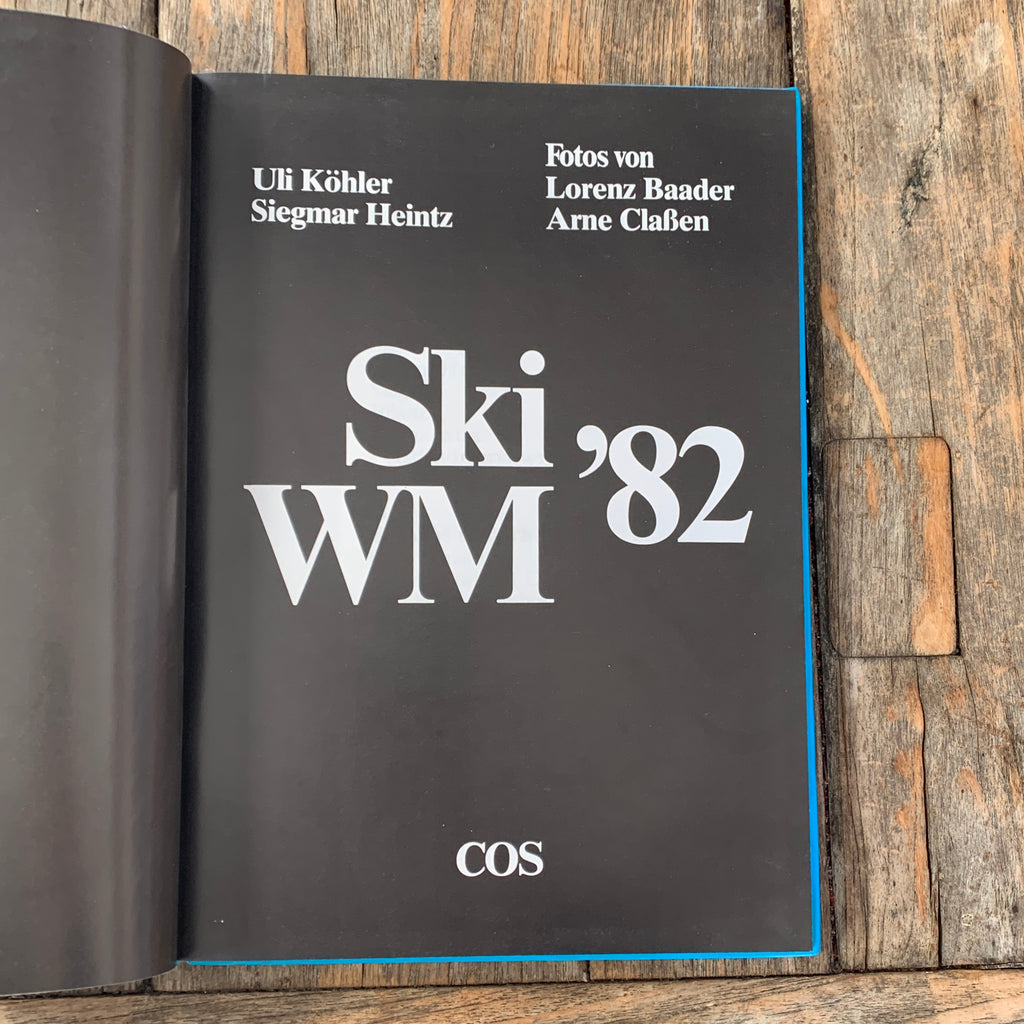 Uli Köhler
Siegmar Heintz
Fotos von
Lorenz Baader
Arne Claßen
Ski
WM ’82
COS